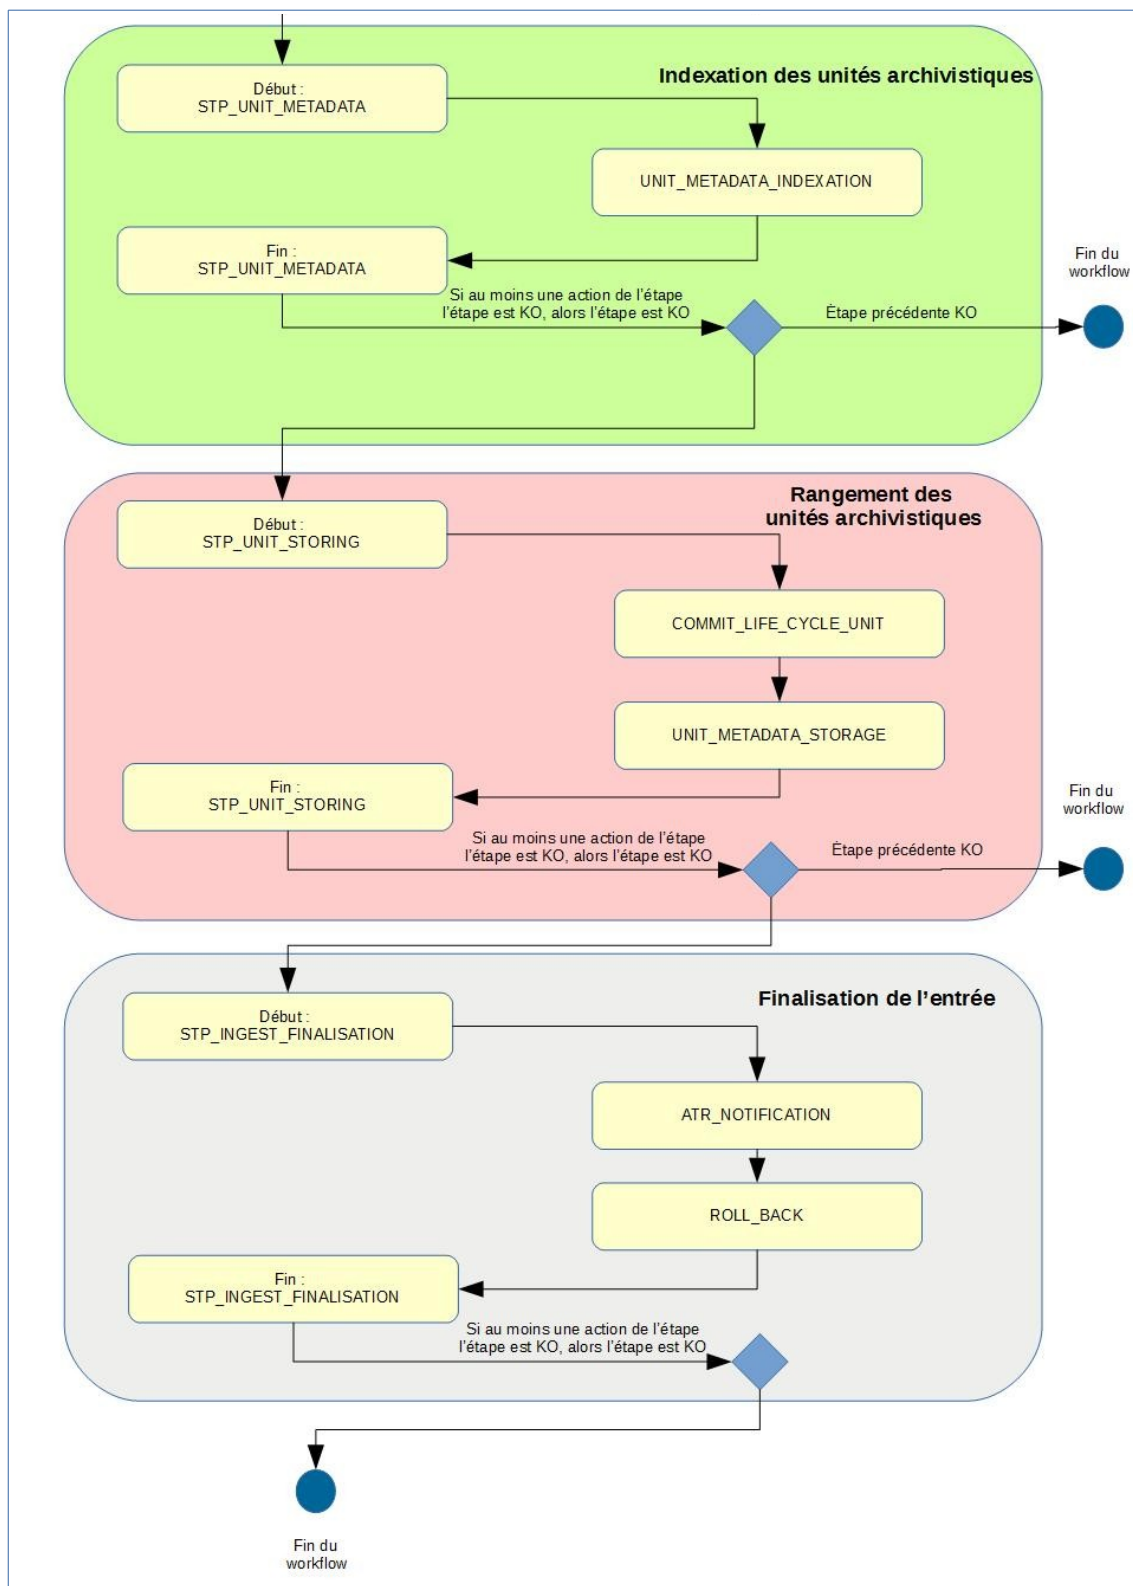 Indexation des unités archivistiques
Début :
STP_UNIT_METADATA
UNIT_METADATA_INDEXATION
Fin :
STP_UNIT_METADATA
Fin du
workflow
Si au moins une action de l'étape
l'étape est KO, alors l'étape est KO
Étape précédente KO
Rangement des
unités archivistiques
Début :
STP_UNIT_STORING
COMMIT_LIFE_CYCLE_UNIT
UNIT_METADATA_STORAGE
Fin :
STP_UNIT_STORING
Fin du
workflow
Si au moins une action de l'étape
l'étape est KO, alors l'étape est KO
Étape précédente KO
Finalisation de l'entrée
Début :
STP_INGEST_FINALISATION
ATR_NOTIFICATION
ROLL_BACK
Fin :
STP_INGEST_FINALISATION
Si au moins une action de l'étape
l'étape est KO, alors l'étape est KO
Fin du
workflow